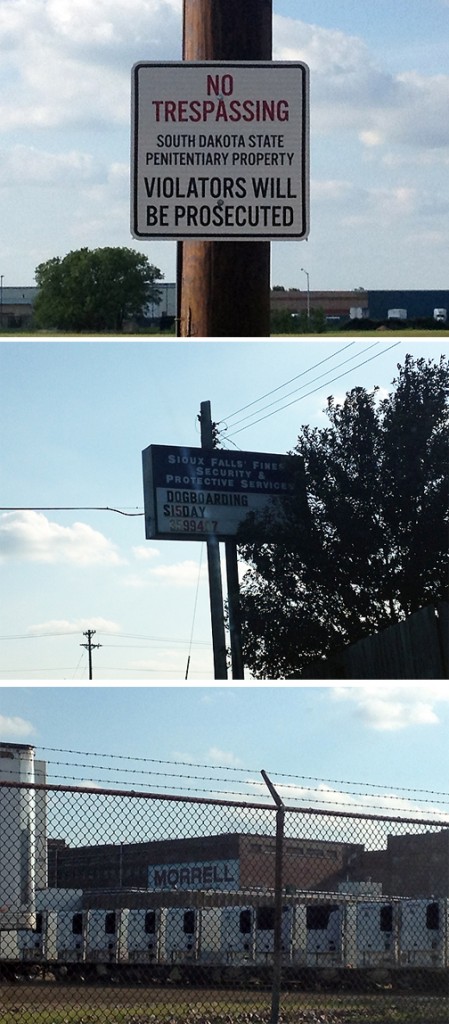 NO
TRESPASSING
SOUTH DAKOTA STATE
PENITENTIARY PROPERTY
VIOLATORS WILL
BE PROSECUTED
SIOUX FALLS' FINEST
SECURITY &
PROTECTIVE SERVICES
DOGBOARDING
$15DAY
3599467
MORRELL